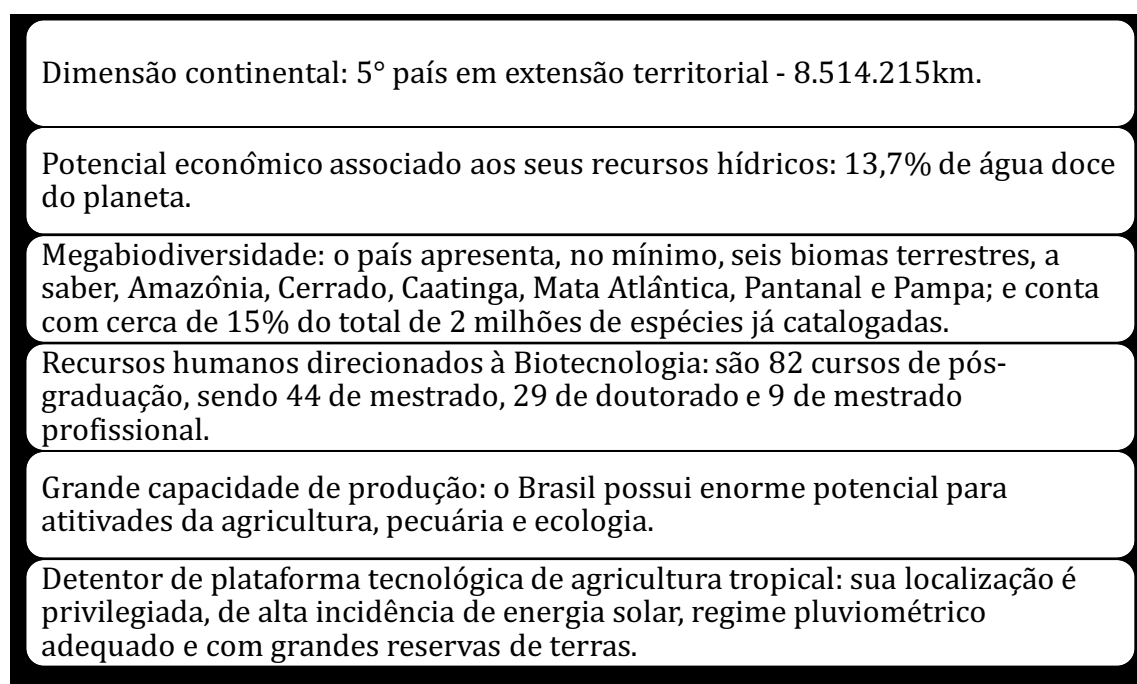 Dimensão continental: 5° país em extensão territorial - 8.514.215km.
Potencial econômico associado aos seus recursos hídricos: 13,7% de água doce
do planeta.
Megabiodiversidade: o país apresenta, no mínimo, seis biomas terrestres, a
saber, Amazônia, Cerrado, Caatinga, Mata Atlântica, Pantanal e Pampa; e conta
com cerca de 15% do total de 2 milhões de espécies já catalogadas.
Recursos humanos direcionados à Biotecnologia: são 82 cursos de pós-
graduação, sendo 44 de mestrado, 29 de doutorado e 9 de mestrado
profissional.
Grande capacidade de produção: o Brasil possui enorme potencial para
atitivades da agricultura, pecuária e ecologia.
Detentor de plataforma tecnológica de agricultura tropical: sua localização é
privilegiada, de alta incidência de energia solar, regime pluviométrico
adequado e com grandes reservas de terras.